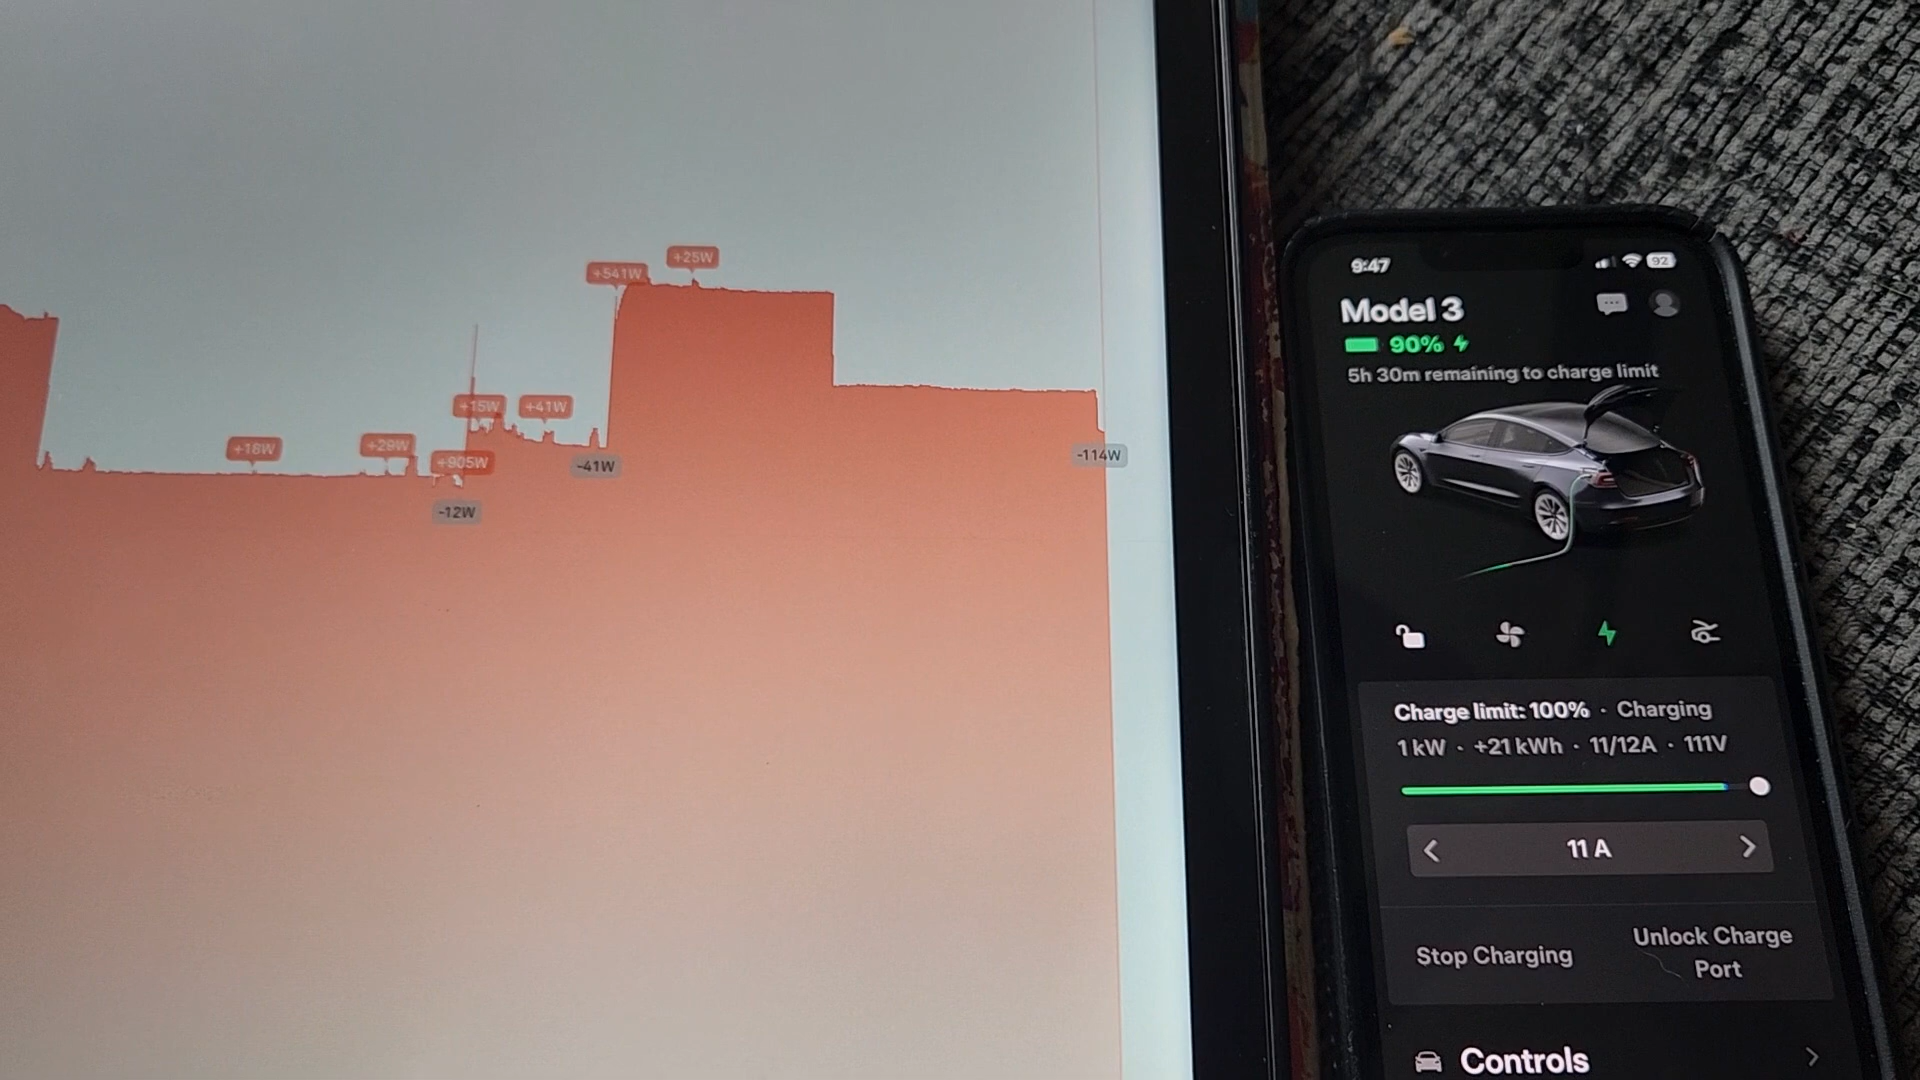 +541W
+25W
+15W
+41W
+18W
+29W
+905W
-41W
-114W
-12W
9:47
92
Model 3
90%
5h 30m remaining to charge limit
Charge limit: 100% · Charging
1 kW · +21 kWh · 11/12A · 111V
11 A
Stop Charging
Unlock Charge
Port
Controls